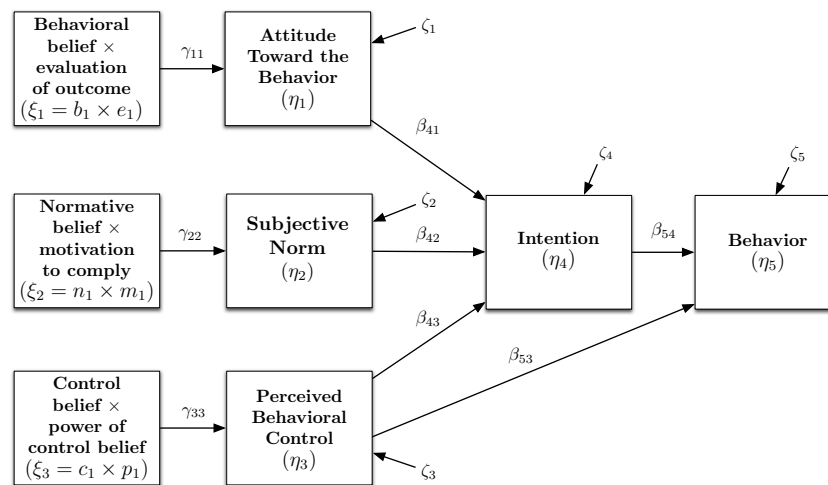 Behavioral
belief ×
evaluation
of outcome
(ξ₁ = b₁ × e₁)
γ₁₁
Attitude
Toward the
Behavior
(η₁)
ζ₁
β₄₁
Normative
belief ×
motivation
to comply
(ξ₂ = n₁ × m₁)
γ₂₂
Subjective
Norm
(η₂)
ζ₂
β₄₂
Intention
(η₄)
ζ₄
β₅₄
Behavior
(η₅)
ζ₅
Control
belief ×
power of
control belief
(ξ₃ = c₁ × p₁)
γ₃₃
Perceived
Behavioral
Control
(η₃)
ζ₃
β₄₃
β₅₃